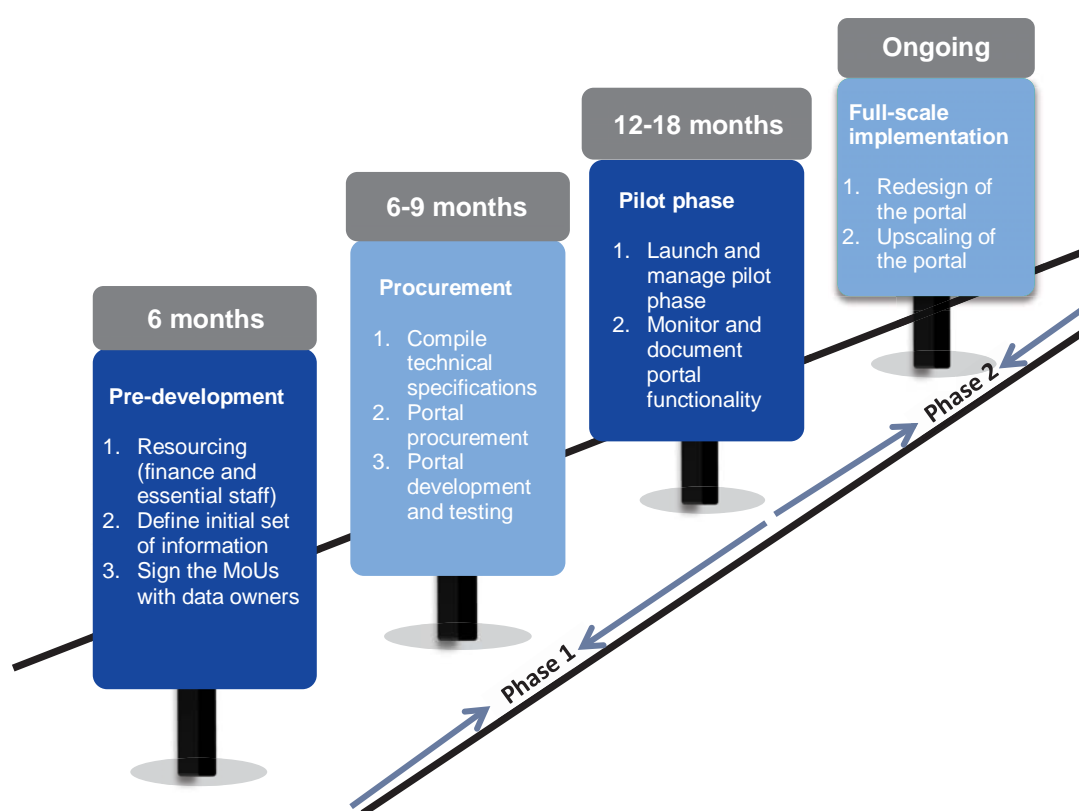 6 months
Pre-development
1. Resourcing
(finance and
essential staff)
2. Define initial set
of information
3. Sign the MoUs
with data owners
6-9 months
Procurement
1. Compile
technical
specifications
2. Portal
procurement
3. Portal
development
and testing
12-18 months
Pilot phase
1. Launch and
manage pilot
phase
2. Monitor and
document
portal
functionality
Ongoing
Full-scale
implementation
1. Redesign of
the portal
2. Upscaling of
the portal
Phase 1
Phase 2